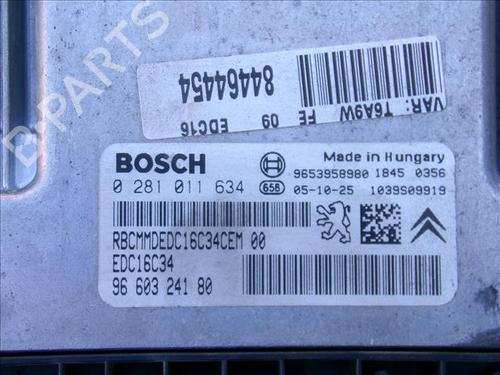 B-PARTS
84464454
VAR: T6A9W
FE 09 EDC16
BOSCH
Made in Hungary
9653958980 1845 0356
0 281 011 634
658 05-10-25 1039S09919
RBCMMDEDC16C34CEM 00
EDC16C34
96 603 241 80